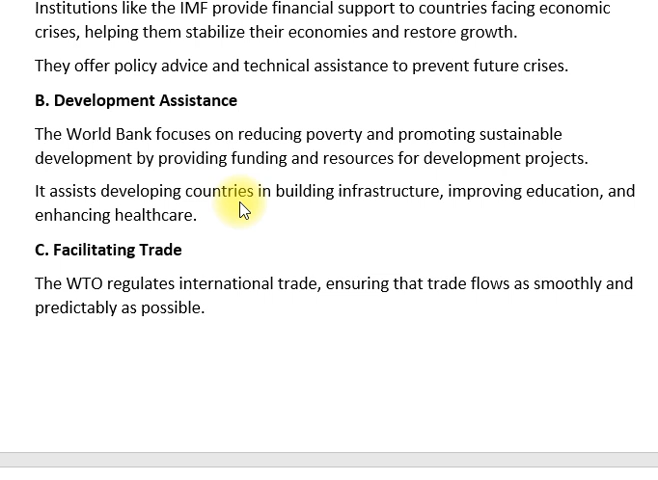 Institutions like the IMF provide financial support to countries facing economic
crises, helping them stabilize their economies and restore growth.
They offer policy advice and technical assistance to prevent future crises.
B. Development Assistance
The World Bank focuses on reducing poverty and promoting sustainable
development by providing funding and resources for development projects.
It assists developing countries in building infrastructure, improving education, and
enhancing healthcare.
C. Facilitating Trade
The WTO regulates international trade, ensuring that trade flows as smoothly and
predictably as possible.